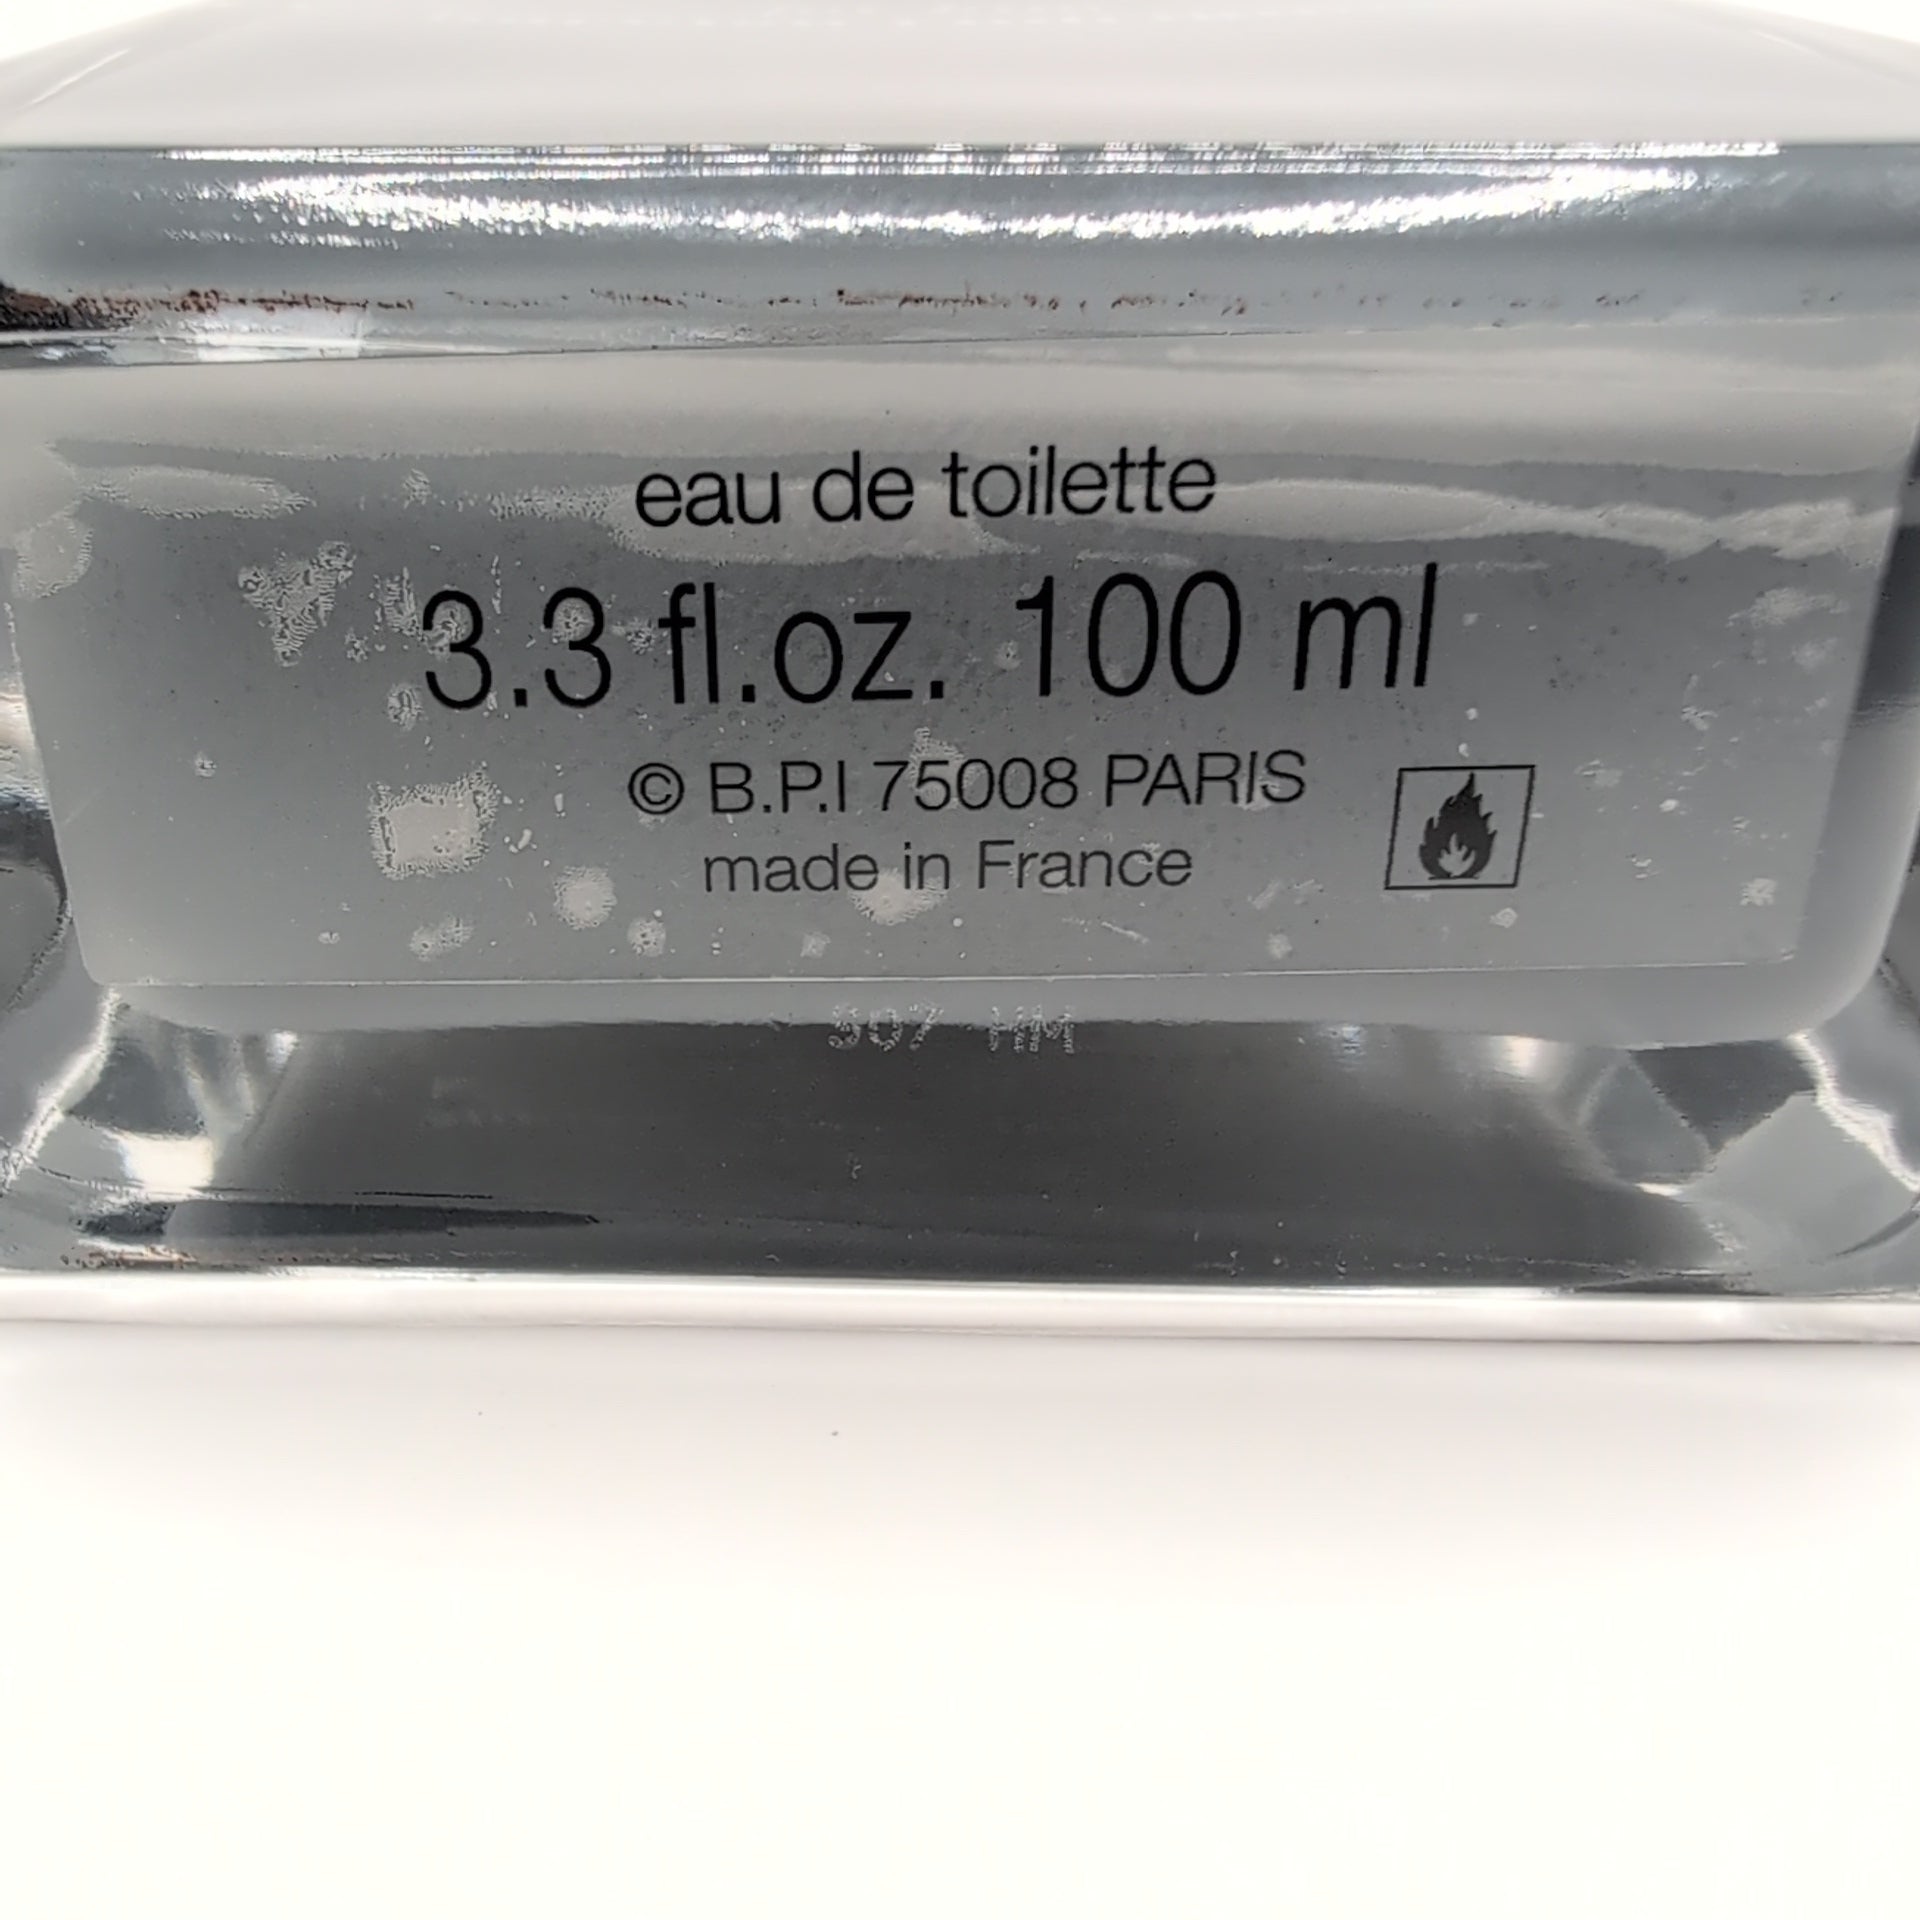 eau de toilette
3.3 fl.oz. 100 ml
© B.P.I 75008 PARIS
made in France